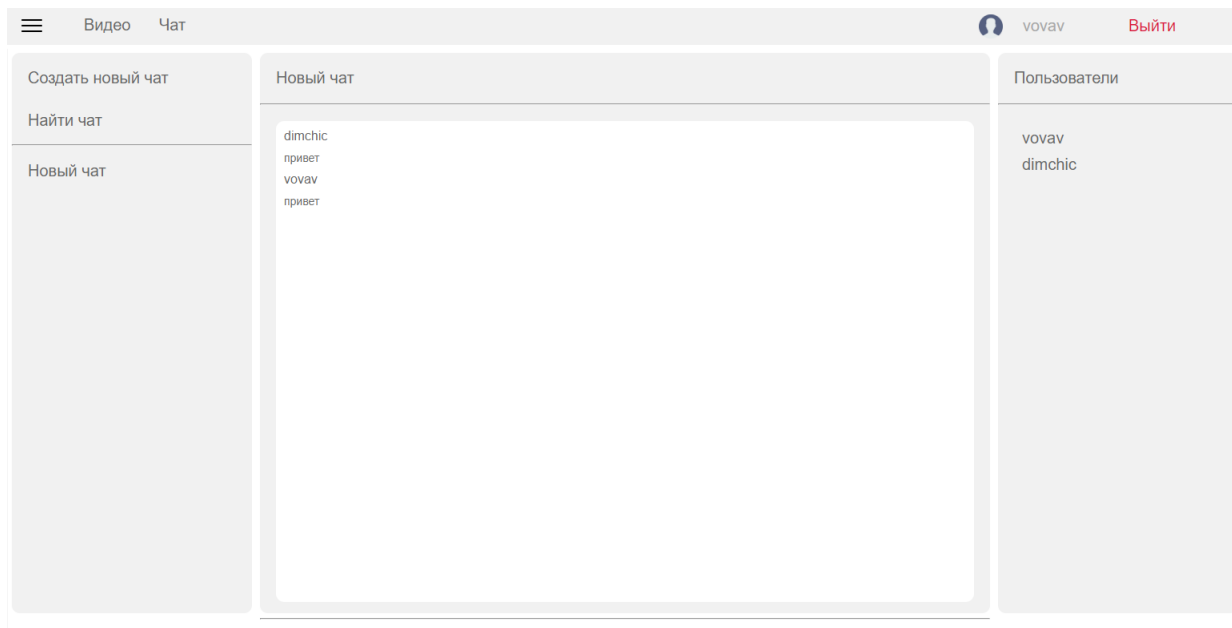 Видео Чат vovav Выйти
Создать новый чат
Найти чат
Новый чат
Новый чат
dimchic
привет
vovav
привет
Пользователи
vovav
dimchic